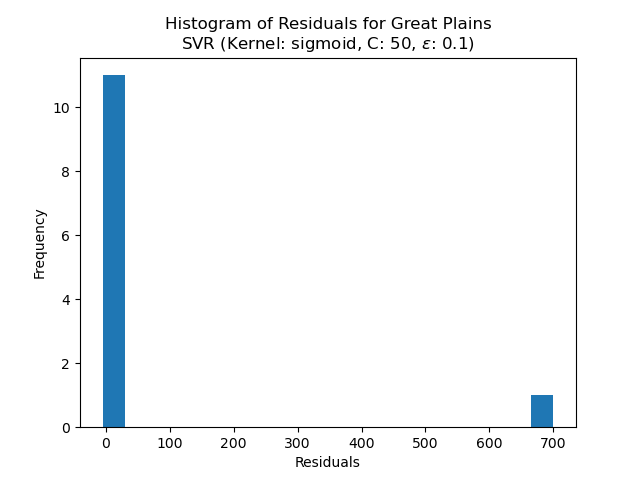 Histogram of Residuals for Great Plains
SVR (Kernel: sigmoid, C: 50, ε: 0.1)
10
8
6
4
2
0
Frequency
0 100 200 300 400 500 600 700
Residuals